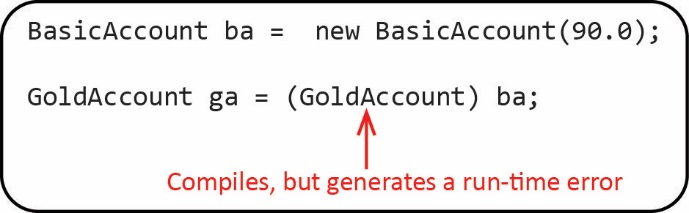 BasicAccount ba =  new BasicAccount(90.0);
GoldAccount ga = (GoldAccount) ba;
Compiles, but generates a run-time error